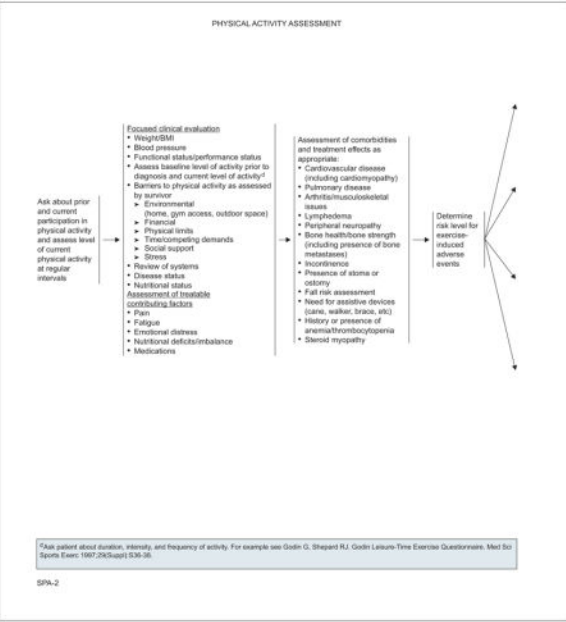 PHYSICAL ACTIVITY ASSESSMENT
Ask about prior
and current
participation in
physical activity
and assess level
of current
physical activity
at regular
intervals
Focused clinical evaluation
• Weight/BMI
• Blood pressure
• Functional status/performance status
• Assess baseline level of activity prior to
diagnosis and current level of activityᵈ
• Barriers to physical activity as assessed
by survivor
➤ Environmental
(home, gym access, outdoor space)
➤ Financial
➤ Physical limits
➤ Time/competing demands
➤ Social support
➤ Stress
• Review of systems
• Disease status
• Nutritional status
Assessment of treatable
contributing factors
• Pain
• Fatigue
• Emotional distress
• Nutritional deficits/imbalance
• Medications
Assessment of comorbidities
and treatment effects as
appropriate:
• Cardiovascular disease
(including cardiomyopathy)
• Pulmonary disease
• Arthritis/musculoskeletal
issues
• Lymphedema
• Peripheral neuropathy
• Bone health/bone strength
(including presence of bone
metastases)
• Incontinence
• Presence of stoma or
ostomy
• Fall risk assessment
• Need for assistive devices
(cane, walker, brace, etc)
• History or presence of
anemia/thrombocytopenia
• Steroid myopathy
Determine
risk level for
exercise-
induced
adverse
events
ᵈAsk patient about duration, intensity, and frequency of activity. For example see Godin G, Shepard RJ. Godin Leisure-Time Exercise Questionnaire. Med Sci
Sports Exerc 1997;29(Suppl):S36-38.
SPA-2